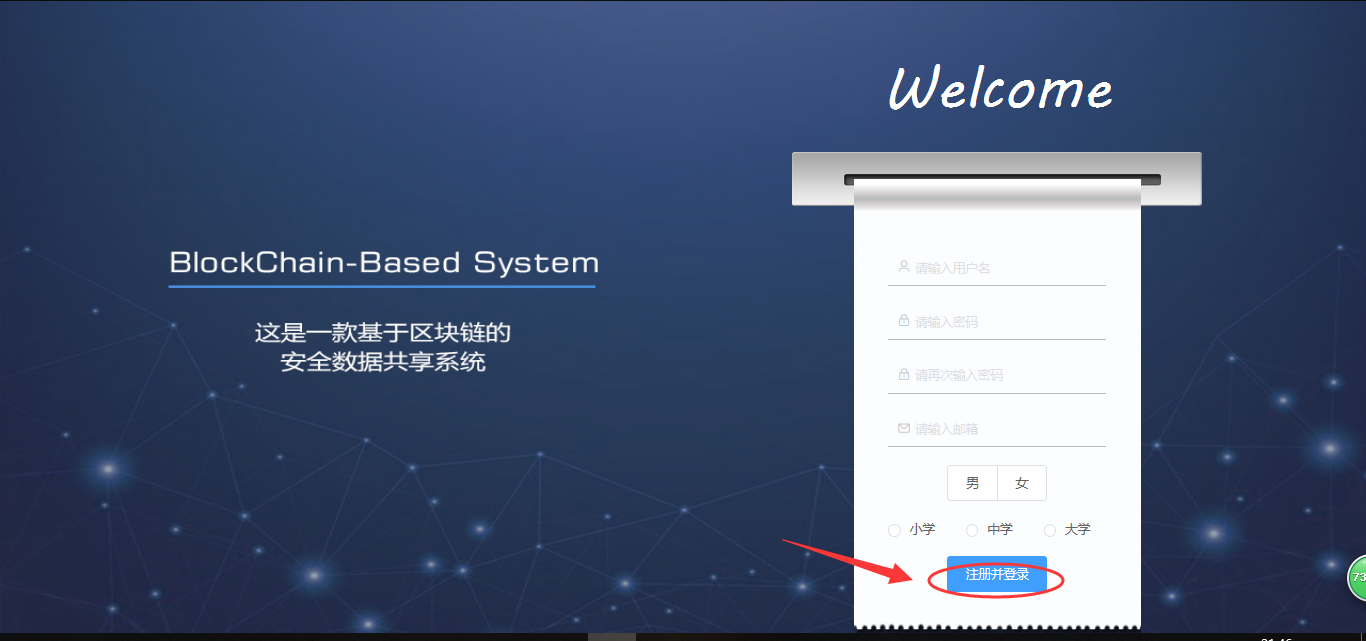 Welcome
BlockChain-Based System
这是一款基于区块链的
安全数据共享系统
请输入用户名
请输入密码
请再次输入密码
请输入邮箱
男 女
小学 中学 大学
注册并登录
73